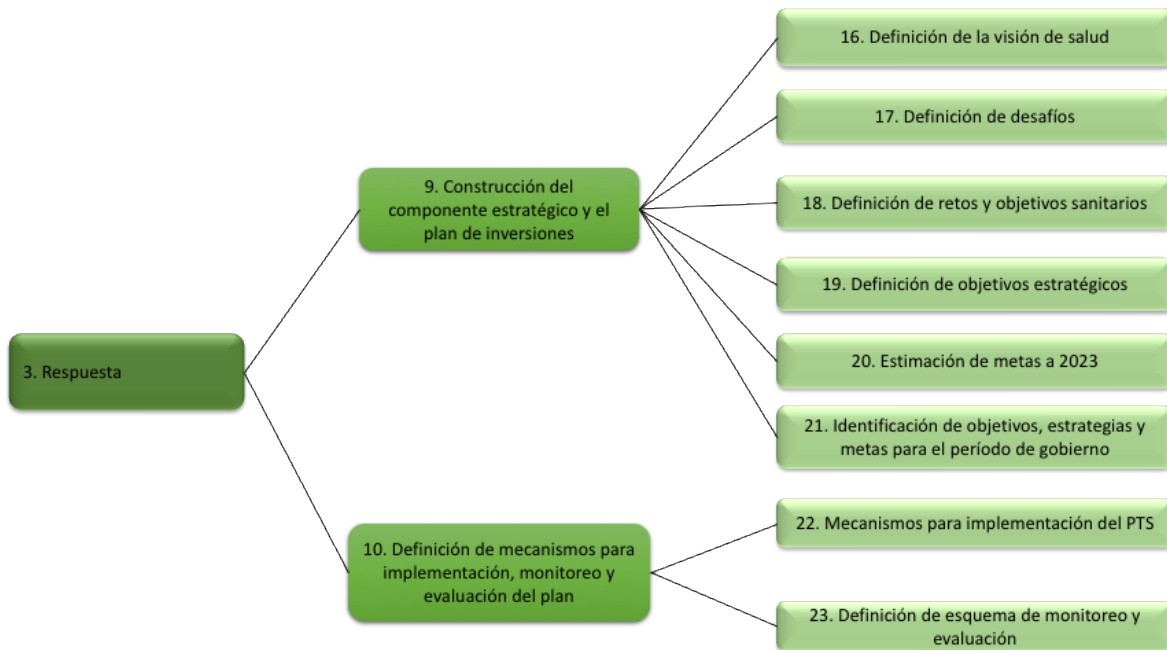 3. Respuesta
9. Construcción del
componente estratégico y el
plan de inversiones
10. Definición de mecanismos para
implementación, monitoreo y
evaluación del plan
16. Definición de la visión de salud
17. Definición de desafíos
18. Definición de retos y objetivos sanitarios
19. Definición de objetivos estratégicos
20. Estimación de metas a 2023
21. Identificación de objetivos, estrategias y
metas para el período de gobierno
22. Mecanismos para implementación del PTS
23. Definición de esquema de monitoreo y
evaluación